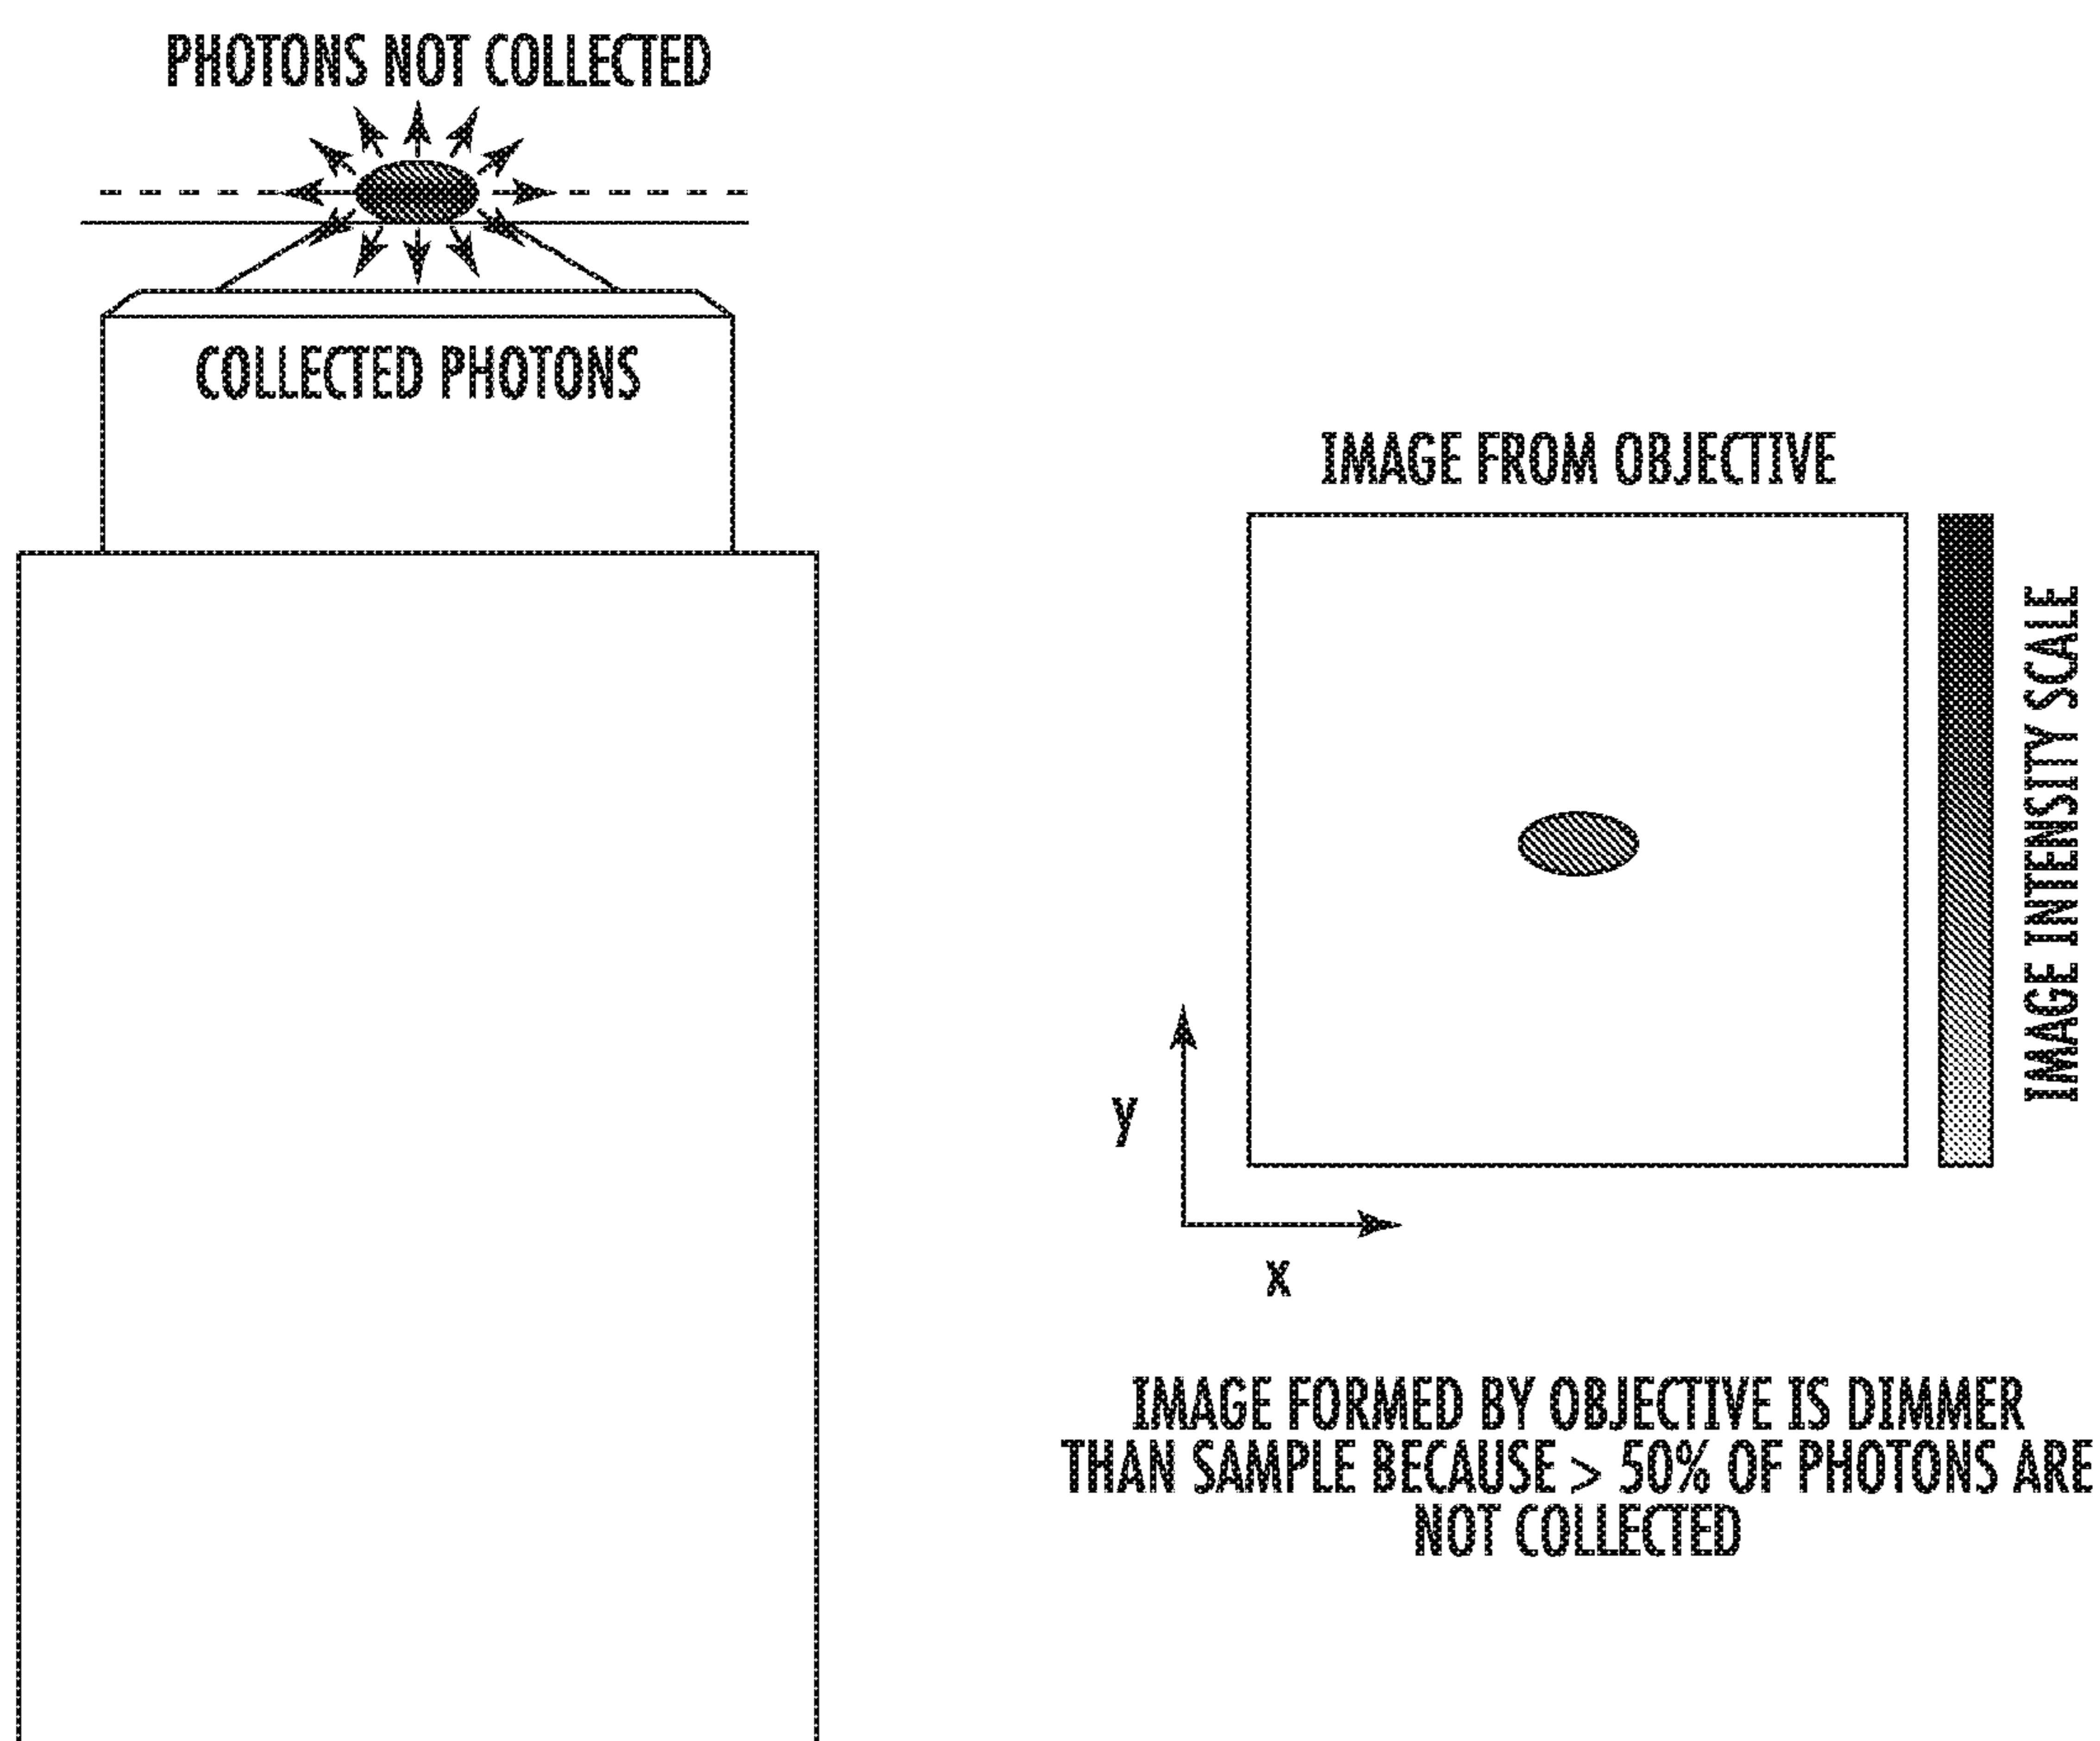 PHOTONS NOT COLLECTED
COLLECTED PHOTONS
IMAGE FROM OBJECTIVE
IMAGE INTENSITY SCALE
y
x
IMAGE FORMED BY OBJECTIVE IS DIMMER
THAN SAMPLE BECAUSE > 50% OF PHOTONS ARE
NOT COLLECTED